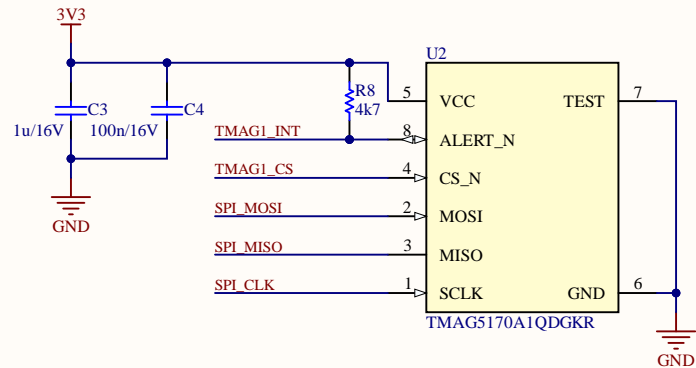 3V3
U2
C3
1u/16V
C4
100n/16V
R8
4k7
5
VCC
TEST
7
TMAG1_INT
8
ALERT_N
TMAG1_CS
4
CS_N
SPI_MOSI
2
MOSI
SPI_MISO
3
MISO
SPI_CLK
1
SCLK
GND
6
GND
TMAG5170A1QDGKR
GND